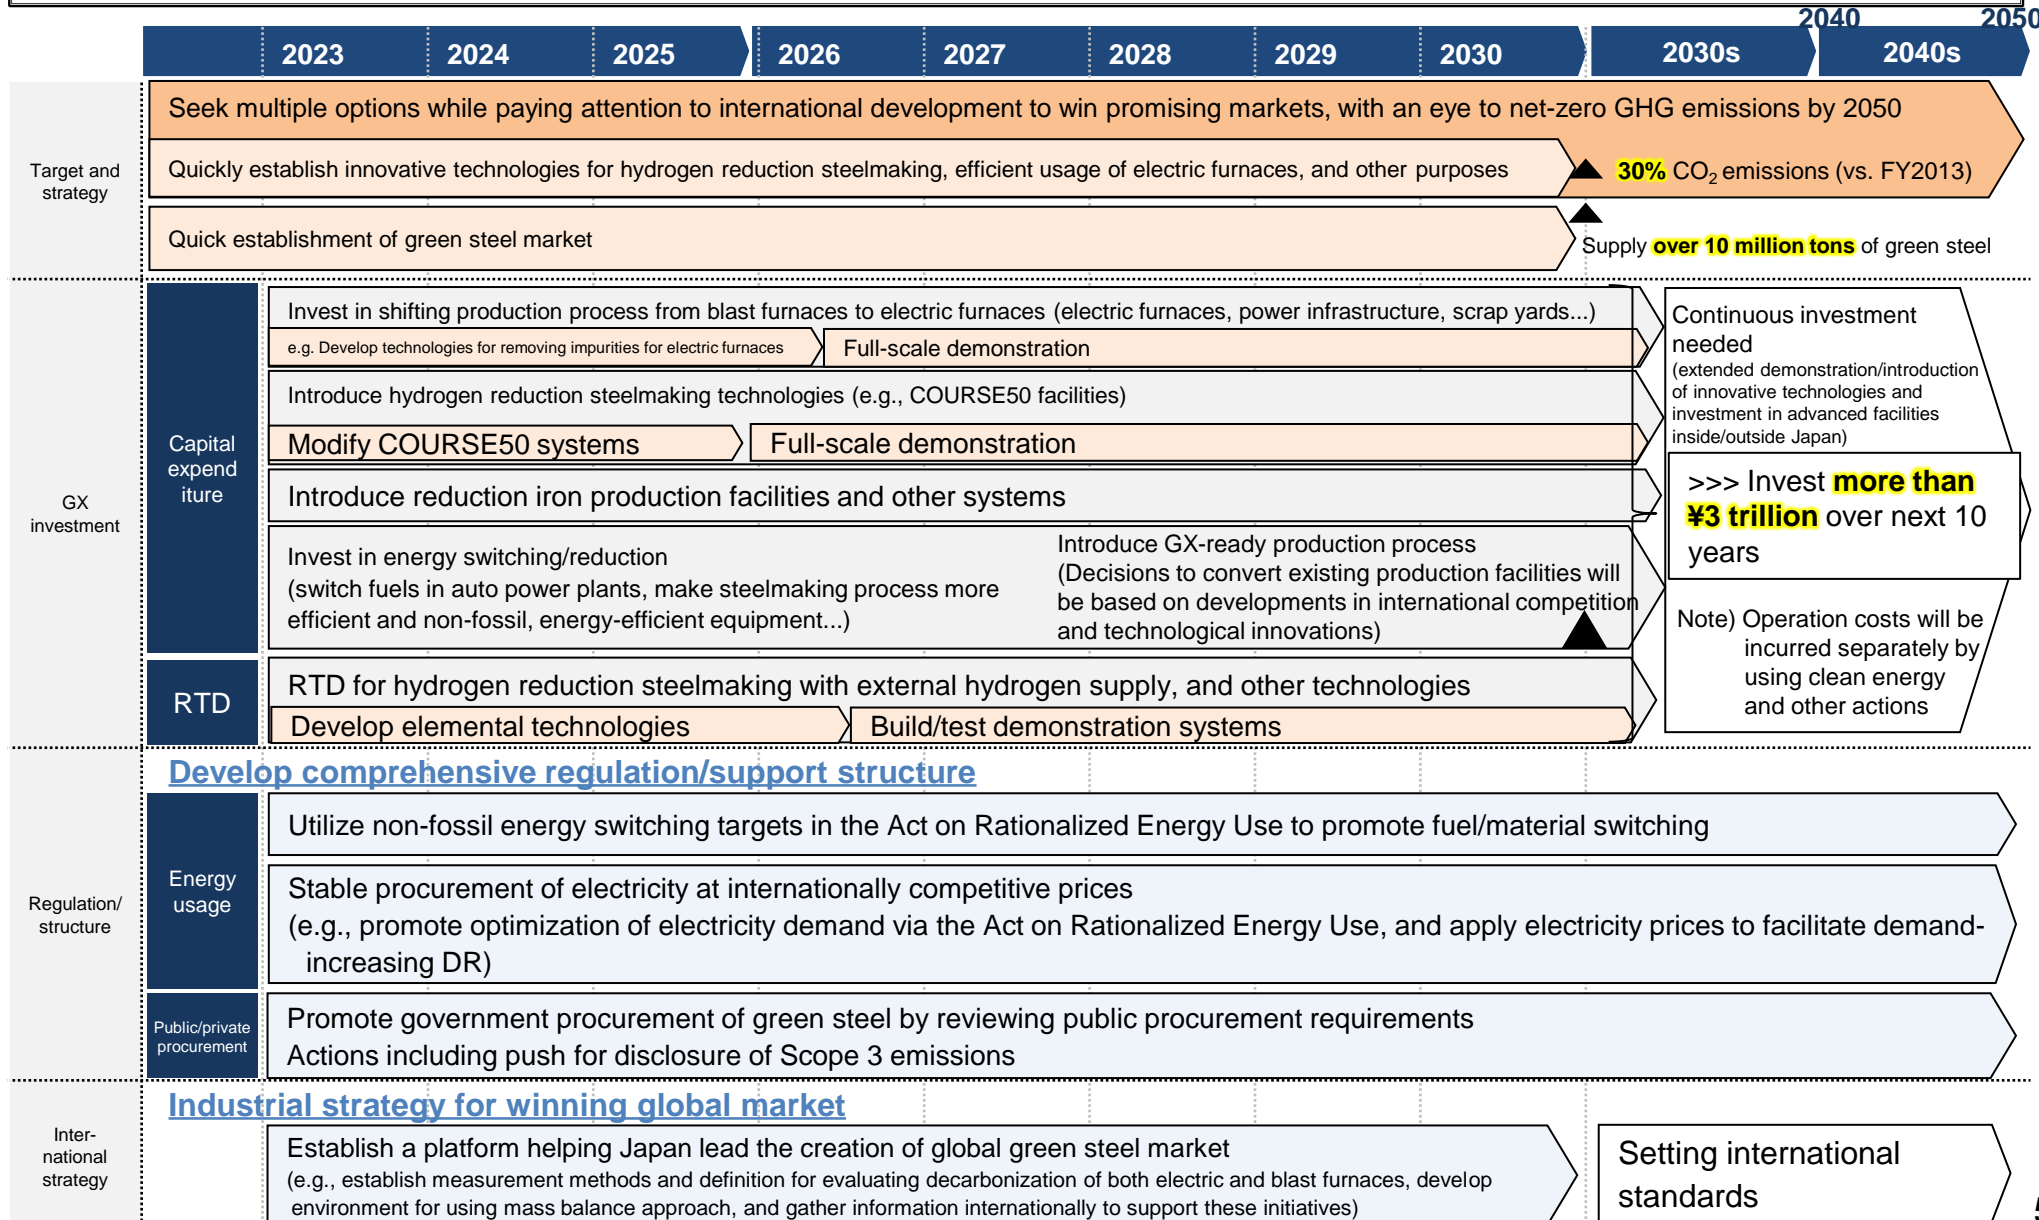 2040 2050
2023 2024 2025 2026 2027 2028 2029 2030 2030s 2040s
Target and
strategy
Seek multiple options while paying attention to international development to win promising markets, with an eye to net-zero GHG emissions by 2050
Quickly establish innovative technologies for hydrogen reduction steelmaking, efficient usage of electric furnaces, and other purposes
30% CO2 emissions (vs. FY2013)
Quick establishment of green steel market
Supply over 10 million tons of green steel
GX
investment
Capital
expend
iture
Invest in shifting production process from blast furnaces to electric furnaces (electric furnaces, power infrastructure, scrap yards...)
e.g. Develop technologies for removing impurities for electric furnaces
Full-scale demonstration
Introduce hydrogen reduction steelmaking technologies (e.g., COURSE50 facilities)
Modify COURSE50 systems
Full-scale demonstration
Introduce reduction iron production facilities and other systems
Invest in energy switching/reduction
(switch fuels in auto power plants, make steelmaking process more
efficient and non-fossil, energy-efficient equipment...)
Introduce GX-ready production process
(Decisions to convert existing production facilities will
be based on developments in international competition
and technological innovations)
Continuous investment
needed
(extended demonstration/introduction
of innovative technologies and
investment in advanced facilities
inside/outside Japan)
>>> Invest more than
¥3 trillion over next 10
years
Note) Operation costs will be
incurred separately by
using clean energy
and other actions
RTD
RTD for hydrogen reduction steelmaking with external hydrogen supply, and other technologies
Develop elemental technologies
Build/test demonstration systems
Develop comprehensive regulation/support structure
Regulation/
structure
Energy
usage
Utilize non-fossil energy switching targets in the Act on Rationalized Energy Use to promote fuel/material switching
Stable procurement of electricity at internationally competitive prices
(e.g., promote optimization of electricity demand via the Act on Rationalized Energy Use, and apply electricity prices to facilitate demand-
increasing DR)
Public/private
procurement
Promote government procurement of green steel by reviewing public procurement requirements
Actions including push for disclosure of Scope 3 emissions
Industrial strategy for winning global market
Inter-
national
strategy
Establish a platform helping Japan lead the creation of global green steel market
(e.g., establish measurement methods and definition for evaluating decarbonization of both electric and blast furnaces, develop
environment for using mass balance approach, and gather information internationally to support these initiatives)
Setting international
standards